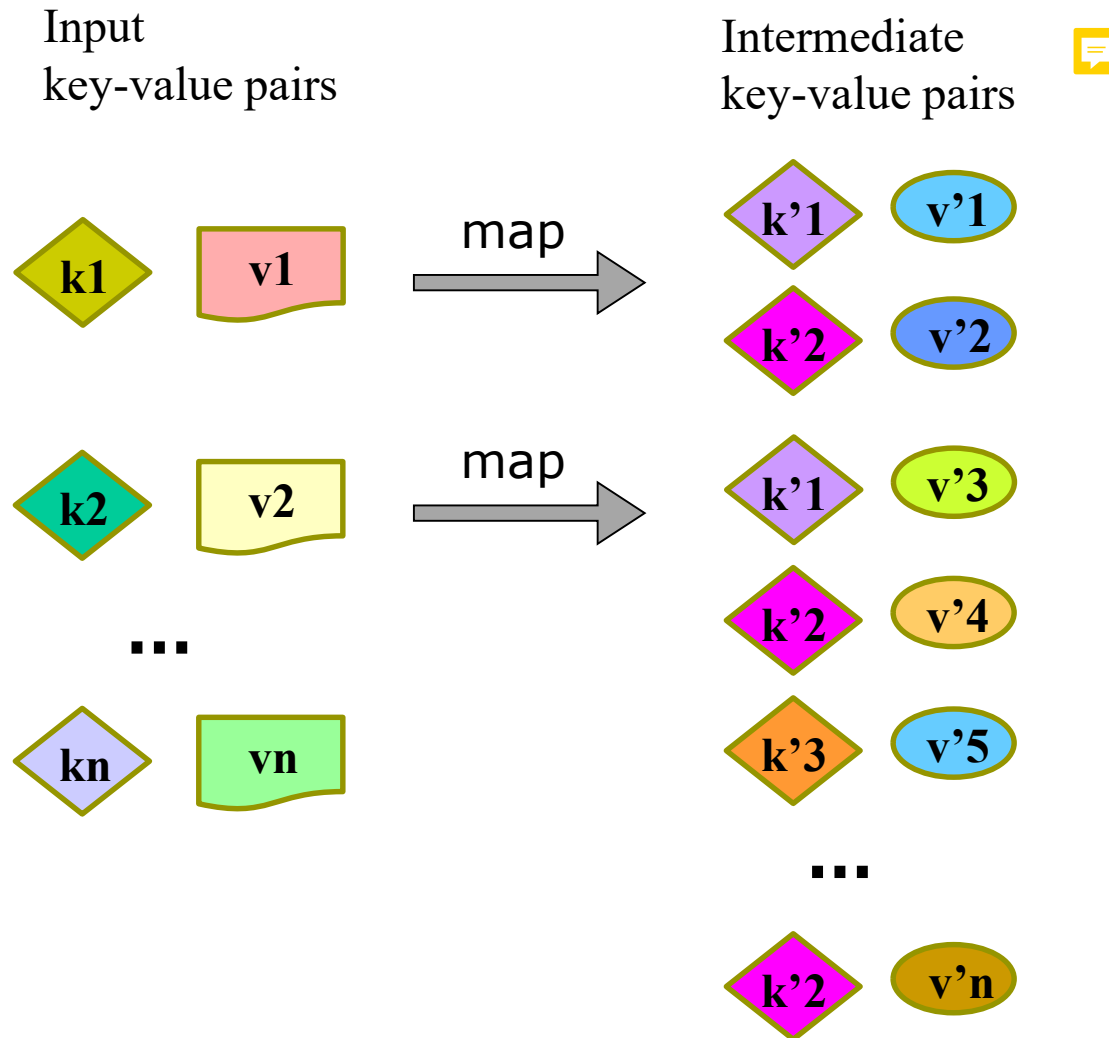 Input
key-value pairs
Intermediate
key-value pairs
k1 v1 map k’1 v’1
k’2 v’2
k2 v2 map k’1 v’3
k’2 v’4
...
kn vn k’3 v’5
...
k’2 v’n